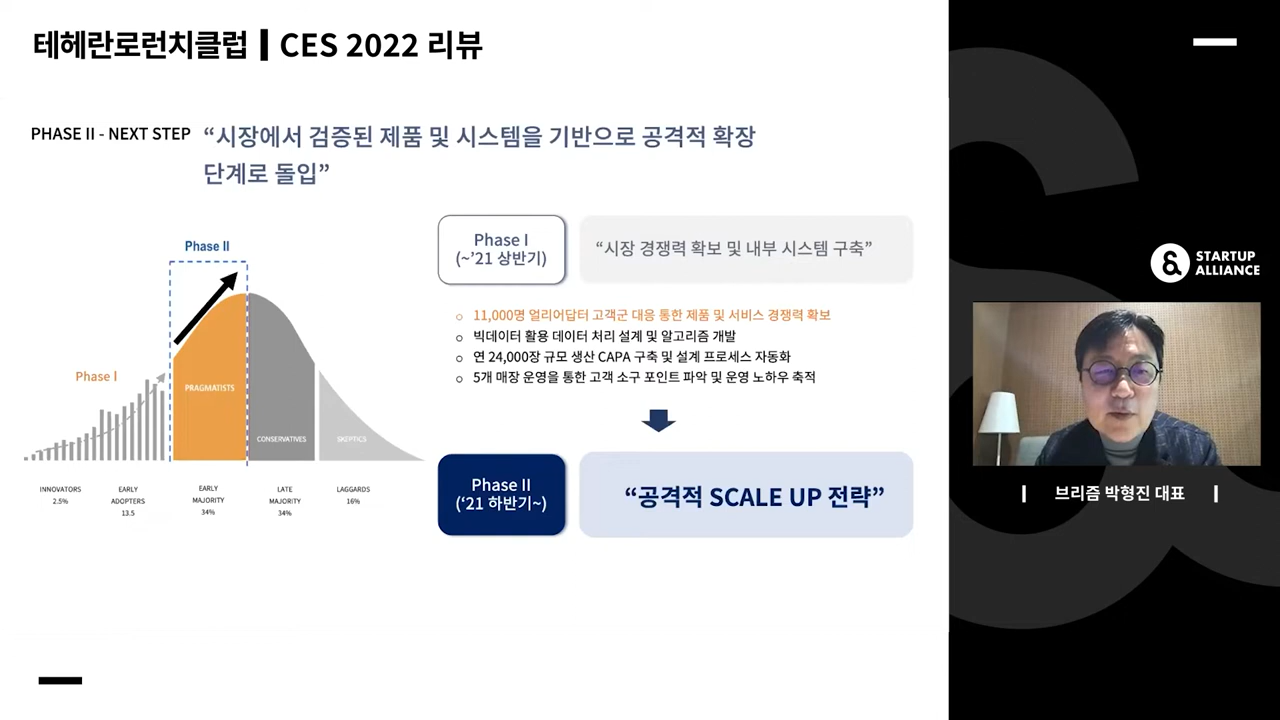 테헤란로런치클럽 | CES 2022 리뷰
PHASE II - NEXT STEP
“시장에서 검증된 제품 및 시스템을 기반으로 공격적 확장
단계로 돌입”
Phase II
Phase I
PRAGMATISTS
CONSERVATIVES
SKEPTICS
INNOVATORS
2.5%
EARLY
ADOPTERS
13.5
EARLY
MAJORITY
34%
LATE
MAJORITY
34%
LAGGARDS
16%
Phase I
(~’21 상반기)
“시장 경쟁력 확보 및 내부 시스템 구축”
○ 11,000명 얼리어답터 고객군 대응 통한 제품 및 서비스 경쟁력 확보
○ 빅데이터 활용 데이터 처리 설계 및 알고리즘 개발
○ 연 24,000장 규모 생산 CAPA 구축 및 설계 프로세스 자동화
○ 5개 매장 운영을 통한 고객 소구 포인트 파악 및 운영 노하우 축적
Phase II
(‘21 하반기~)
“공격적 SCALE UP 전략”
STARTUP
ALLIANCE
| 브리즘 박형진 대표 |